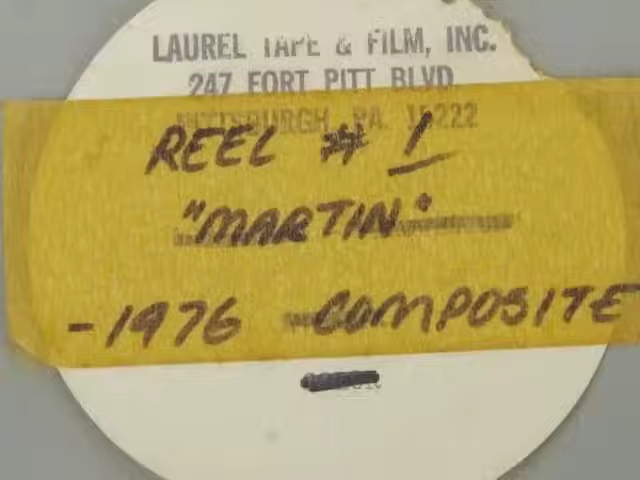 LAUREL TAPE & FILM, INC.
247 FORT PITT BLVD
PITTSBURGH, PA. 15222
REEL # 1
"MARTIN"
-1976 COMPOSITE